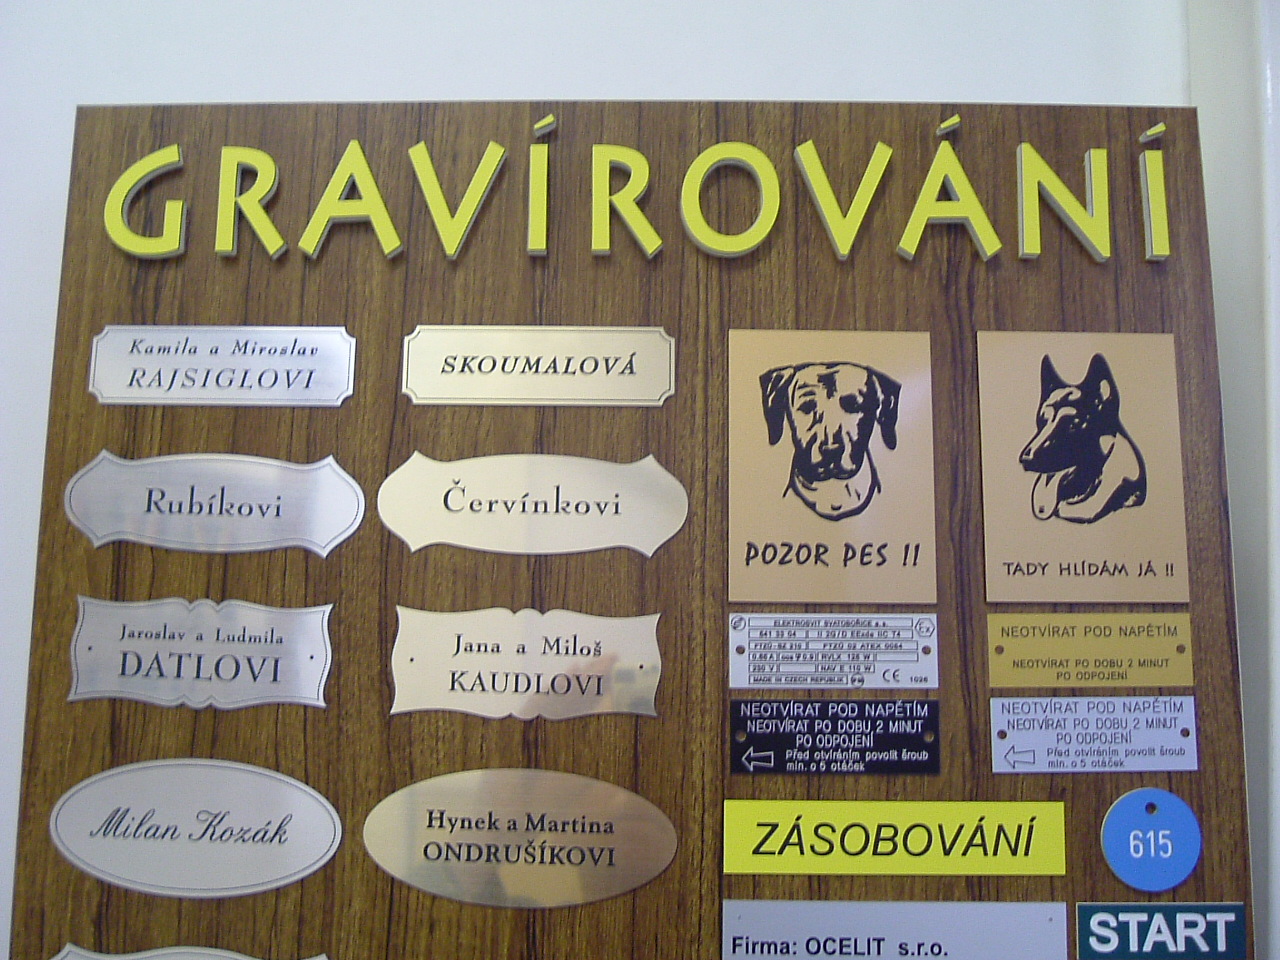 GRAVÍROVÁNÍ
Kamila a Miroslav
RAJSIGLOVI
SKOUMALOVÁ
Rubíkovi
Červínkovi
Jaroslav a Ludmila
DATLOVI
Jana a Miloš
KAUDLOVI
Milan Kozák
Hynek a Martina
ONDRUŠÍKOVI
POZOR PES !!
TADY HLÍDÁM JÁ !!
ELEKTROSVIT SVATOBOŘICE a.s.
MADE IN CZECH REPUBLIK
CE 1026
NEOTVÍRAT POD NAPĚTÍM
NEOTVÍRAT PO DOBU 2 MINUT
PO ODPOJENÍ
NEOTVÍRAT POD NAPĚTÍM
NEOTVÍRAT PO DOBU 2 MINUT
PO ODPOJENÍ
Před otvíráním povolit šroub
min. o 5 otáček
NEOTVÍRAT POD NAPĚTÍM
NEOTVÍRAT PO DOBU 2 MINUT
PO ODPOJENÍ
Před otvíráním povolit šroub
min. o 5 otáček
ZÁSOBOVÁNÍ
615
Firma: OCELIT s.r.o.
START